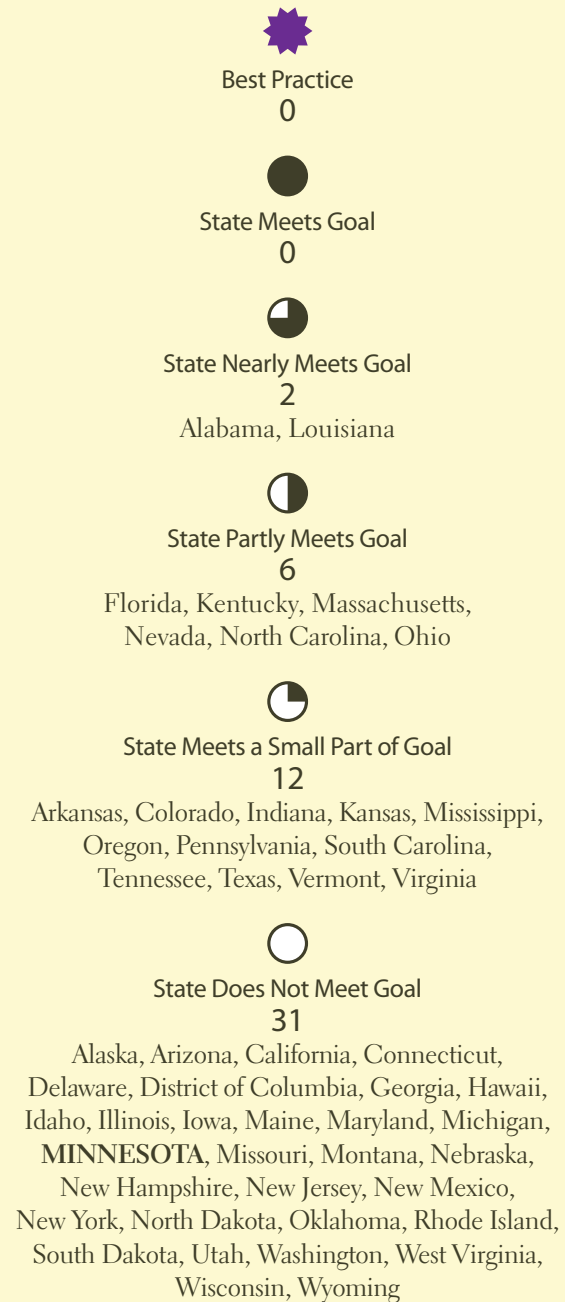 Best Practice
0
State Meets Goal
0
State Nearly Meets Goal
2
Alabama, Louisiana
State Partly Meets Goal
6
Florida, Kentucky, Massachusetts,
Nevada, North Carolina, Ohio
State Meets a Small Part of Goal
12
Arkansas, Colorado, Indiana, Kansas, Mississippi,
Oregon, Pennsylvania, South Carolina,
Tennessee, Texas, Vermont, Virginia
State Does Not Meet Goal
31
Alaska, Arizona, California, Connecticut,
Delaware, District of Columbia, Georgia, Hawaii,
Idaho, Illinois, Iowa, Maine, Maryland, Michigan,
MINNESOTA, Missouri, Montana, Nebraska,
New Hampshire, New Jersey, New Mexico,
New York, North Dakota, Oklahoma, Rhode Island,
South Dakota, Utah, Washington, West Virginia,
Wisconsin, Wyoming